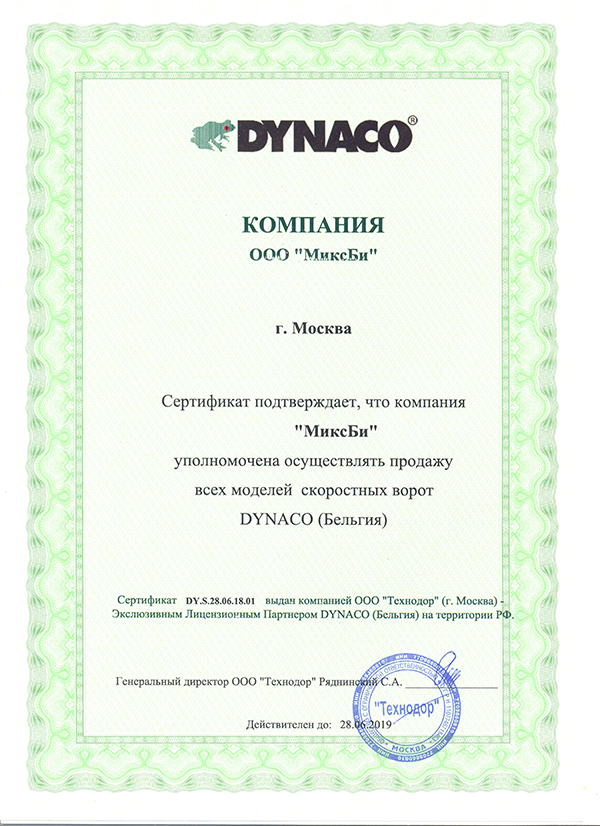 DYNACO®
КОМПАНИЯ
ООО "МиксБи"
г. Москва
Сертификат подтверждает, что компания
"МиксБи"
уполномочена осуществлять продажу
всех моделей скоростных ворот
DYNACO (Бельгия)
Сертификат DY.S.28.06.18.01 выдан компанией ООО "Технодор" (г. Москва) -
Экслюзивным Лицензионным Партнером DYNACO (Бельгия) на территории РФ.
Генеральный директор ООО "Технодор" Ряднинский С.А.
"Технодор"
МОСКВА
Действителен до: 28.06.2019